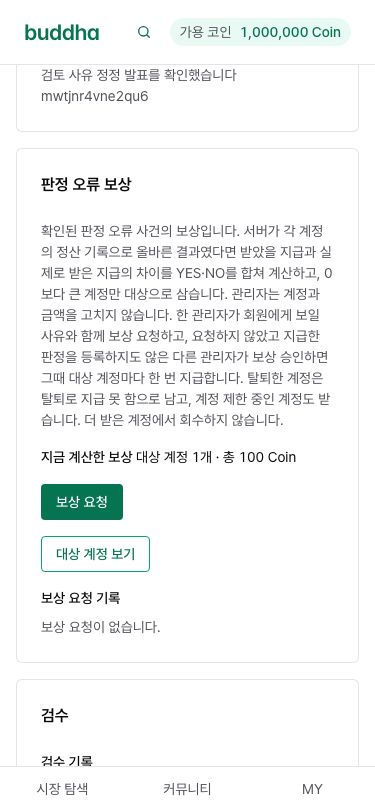 buddha
가용 코인 1,000,000 Coin
검토 사유 정정 발표를 확인했습니다
mwtjnr4vne2qu6
판정 오류 보상
확인된 판정 오류 사건의 보상입니다. 서버가 각 계정
의 정산 기록으로 올바른 결과였다면 받았을 지급과 실
제로 받은 지급의 차이를 YES·NO를 합쳐 계산하고, 0
보다 큰 계정만 대상으로 삼습니다. 관리자는 계정과
금액을 고치지 않습니다. 한 관리자가 회원에게 보일
사유와 함께 보상 요청하고, 요청하지 않았고 지급한
판정을 등록하지도 않은 다른 관리자가 보상 승인하면
그때 대상 계정마다 한 번 지급합니다. 탈퇴한 계정은
탈퇴로 지급 못 함으로 남고, 계정 제한 중인 계정도 받
습니다. 더 받은 계정에서 회수하지 않습니다.
지금 계산한 보상 대상 계정 1개 · 총 100 Coin
보상 요청
대상 계정 보기
보상 요청 기록
보상 요청이 없습니다.
검수
검수 기록
시장 탐색
커뮤니티
MY